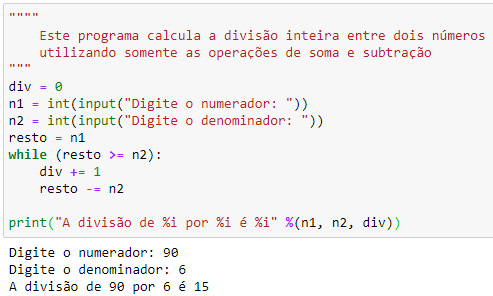 """"
    Este programa calcula a divisão inteira entre dois números
    utilizando somente as operações de soma e subtração
"""
div = 0
n1 = int(input("Digite o numerador: "))
n2 = int(input("Digite o denominador: "))
resto = n1
while (resto >= n2):
    div += 1
    resto -= n2

print("A divisão de %i por %i é %i" %(n1, n2, div))
Digite o numerador: 90
Digite o denominador: 6
A divisão de 90 por 6 é 15